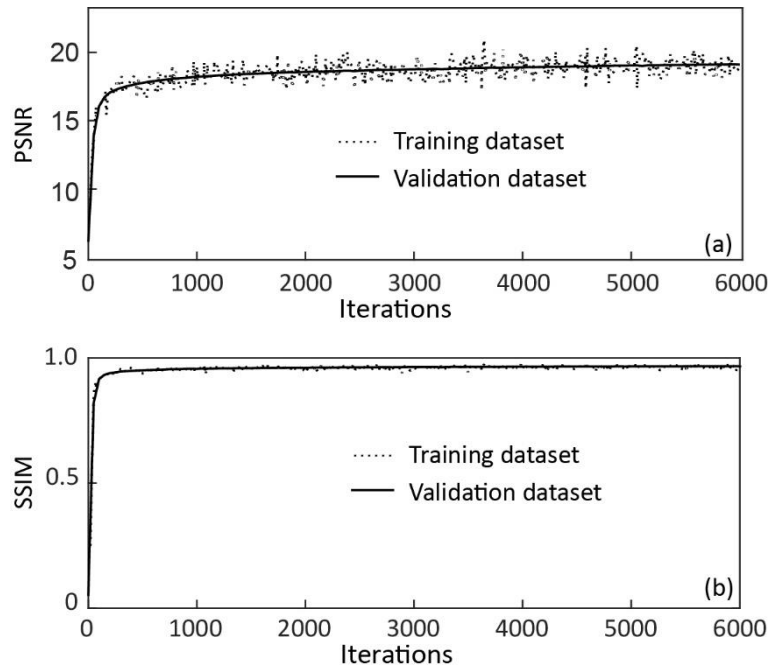 20
15
10
5
PSNR
Training dataset
Validation dataset
(a)
0 1000 2000 3000 4000 5000 6000
Iterations
1.0
0.5
0
SSIM
Training dataset
Validation dataset
(b)
0 1000 2000 3000 4000 5000 6000
Iterations